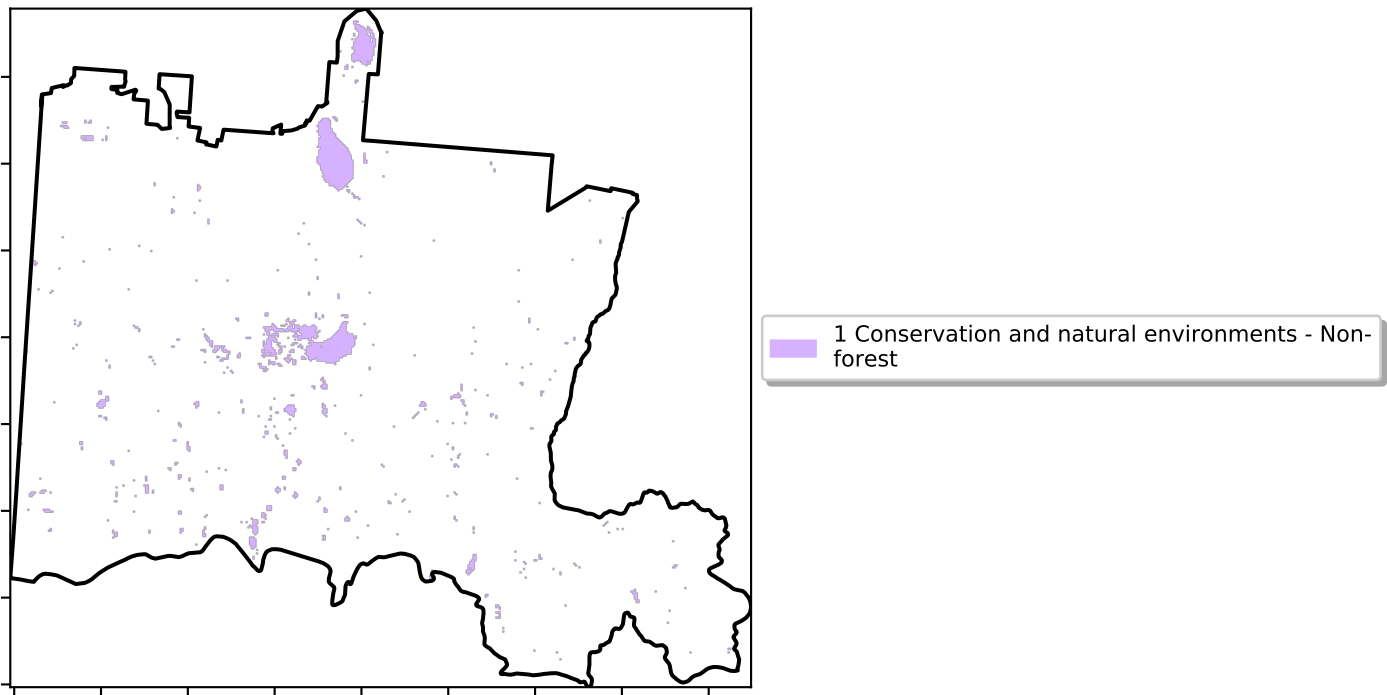 1 Conservation and natural environments - Non-
forest